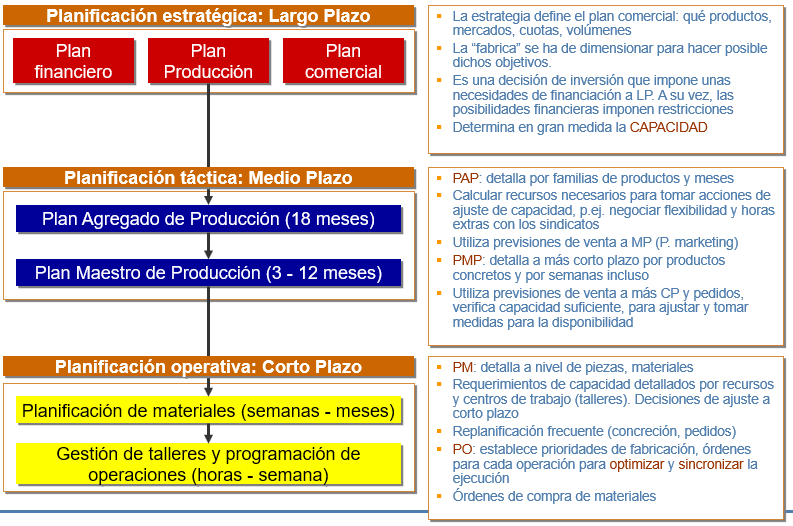 Planificación estratégica: Largo Plazo
Plan
financiero
Plan
Producción
Plan
comercial
La estrategia define el plan comercial: qué productos,
mercados, cuotas, volúmenes
La “fabrica” se ha de dimensionar para hacer posible
dichos objetivos.
Es una decisión de inversión que impone unas
necesidades de financiación a LP. A su vez, las
posibilidades financieras imponen restricciones
Determina en gran medida la CAPACIDAD
Planificación táctica: Medio Plazo
Plan Agregado de Producción (18 meses)
Plan Maestro de Producción (3 - 12 meses)
PAP: detalla por familias de productos y meses
Calcular recursos necesarios para tomar acciones de
ajuste de capacidad, p.ej. negociar flexibilidad y horas
extras con los sindicatos
Utiliza previsiones de venta a MP (P. marketing)
PMP: detalla a más corto plazo por productos
concretos y por semanas incluso
Utiliza previsiones de venta a más CP y pedidos,
verifica capacidad suficiente, para ajustar y tomar
medidas para la disponibilidad
Planificación operativa: Corto Plazo
Planificación de materiales (semanas - meses)
Gestión de talleres y programación de
operaciones (horas - semana)
PM: detalla a nivel de piezas, materiales
Requerimientos de capacidad detallados por recursos
y centros de trabajo (talleres). Decisiones de ajuste a
corto plazo
Replanificación frecuente (concreción, pedidos)
PO: establece prioridades de fabricación, órdenes
para cada operación para optimizar y sincronizar la
ejecución
Órdenes de compra de materiales